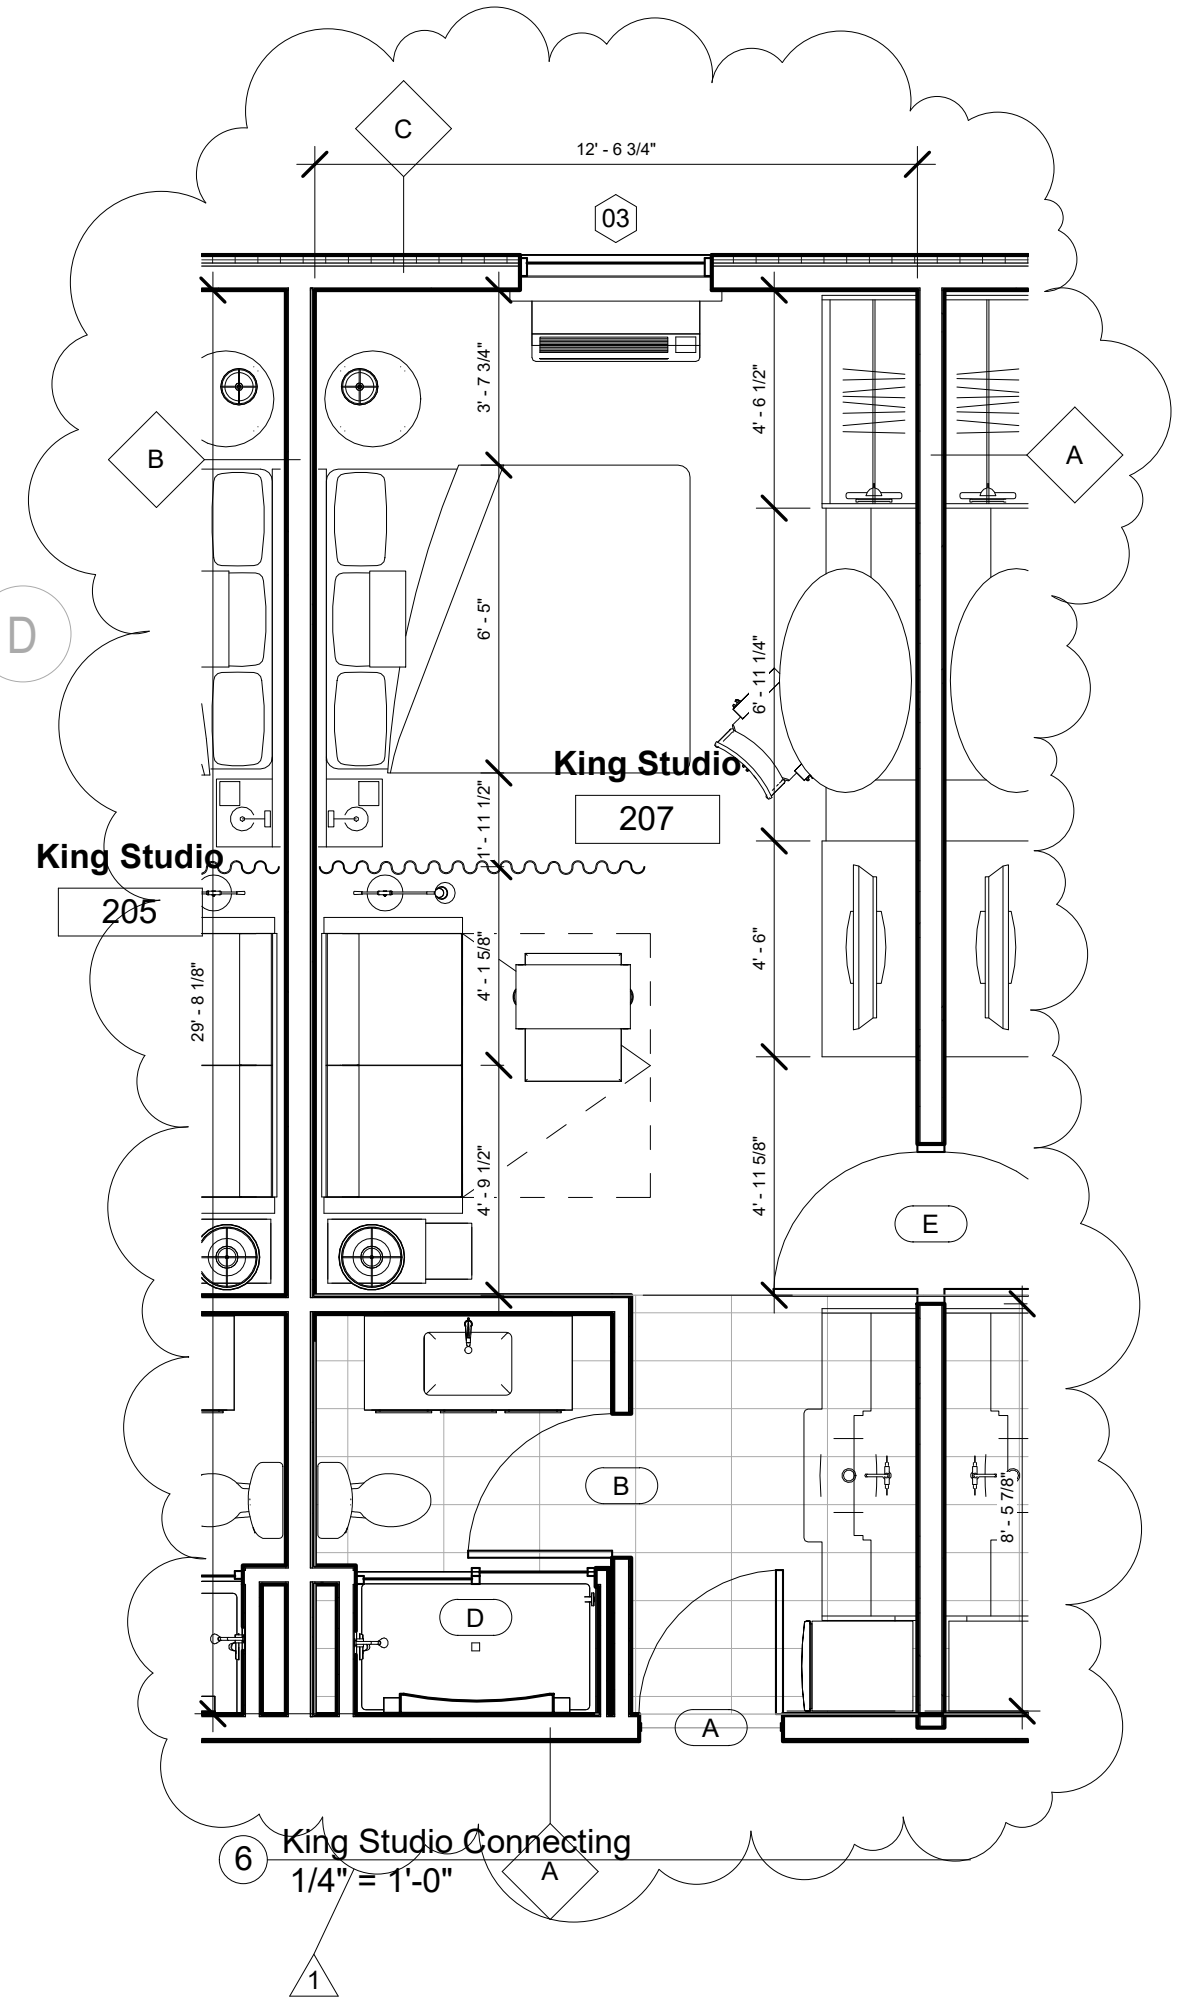 C
12' - 6 3/4"
03
3' - 7 3/4"
4' - 6 1/2"
B
A
D
6' - 5"
6' - 11 1/4"
King Studio
207
1' - 11 1/2"
King Studio
205
4' - 1 5/8"
4' - 6"
29' - 8 1/8"
4' - 9 1/2"
4' - 11 5/8"
E
B
8' - 5 7/8"
D
A
6
King Studio Connecting
1/4" = 1'-0"
A
1